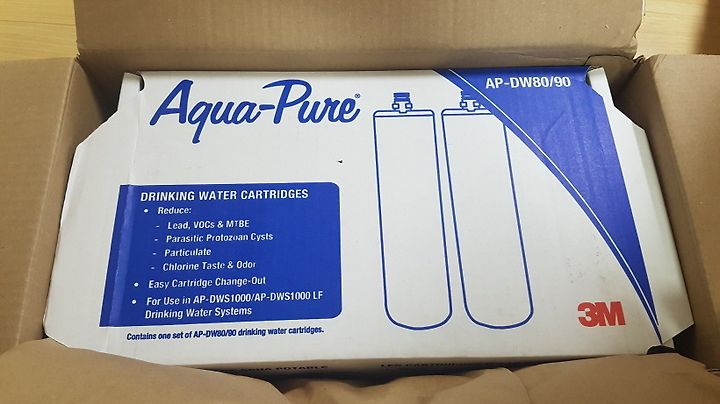 Aqua-Pure®
AP-DW80/90
DRINKING WATER CARTRIDGES
• Reduce:
- Lead, VOCs & MTBE
- Parasitic Protozoan Cysts
- Particulate
- Chlorine Taste & Odor
• Easy Cartridge Change-Out
• For Use in AP-DWS1000/AP-DWS1000 LF
Drinking Water Systems
Contains one set of AP-DW80/90 drinking water cartridges.
3M
POTABLE